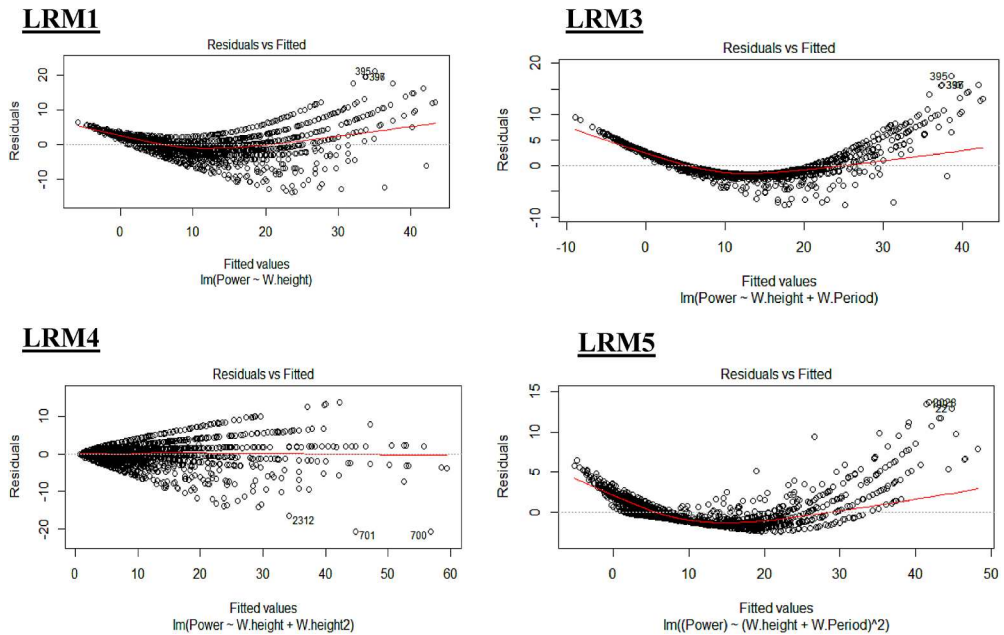 LRM1
Residuals vs Fitted
Residuals
20
10
0
-10
395
0
10
20
30
40
Fitted values
lm(Power ~ W.height)
LRM3
Residuals vs Fitted
Residuals
20
15
10
5
0
-10
395
-10
0
10
20
30
40
Fitted values
lm(Power ~ W.height + W.Period)
LRM4
Residuals vs Fitted
Residuals
10
0
10
20
2312
701
700
0
10
20
30
40
50
60
Fitted values
lm(Power ~ W.height + W.height2)
LRM5
Residuals vs Fitted
Residuals
15
10
5
0
22
-10
0
10
20
30
40
50
Fitted values
lm((Power) ~ (W.height + W.Period)^2)